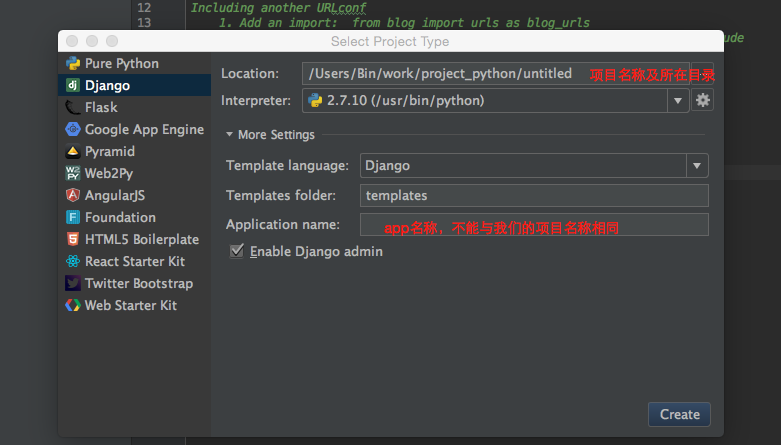 12 Including another URLconf
13 1. Add an import:  from blog import urls as blog_urls
ude
Select Project Type
Pure Python
Django
Flask
Google App Engine
Pyramid
Web2Py
AngularJS
Foundation
HTML5 Boilerplate
React Starter Kit
Twitter Bootstrap
Web Starter Kit
Location: /Users/Bin/work/project_python/untitled 项目名称及所在目录
Interpreter: 2.7.10 (/usr/bin/python)
More Settings
Template language: Django
Templates folder: templates
Application name: app名称，不能与我们的项目名称相同
Enable Django admin
Create